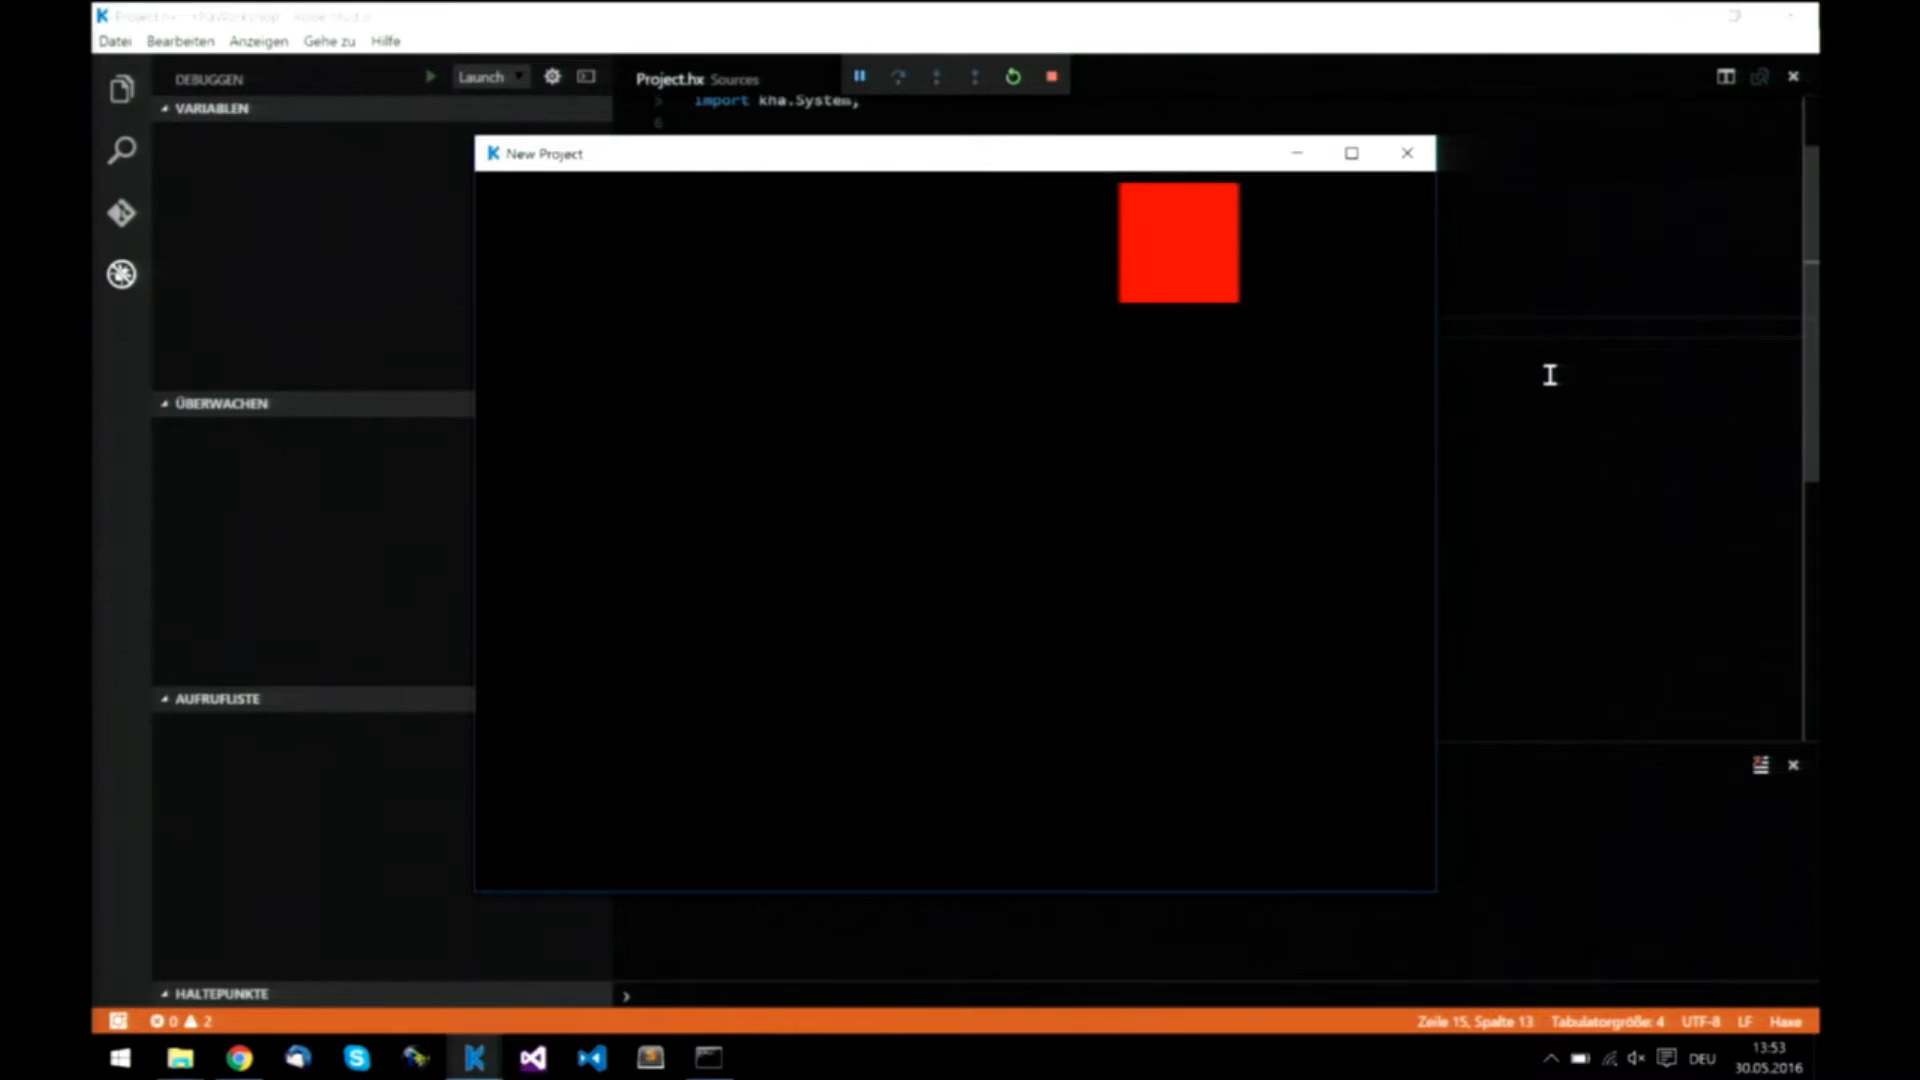 Datei Bearbeiten Anzeigen Gehe zu Hilfe
DEBUGGEN Launch
Project.hx Sources
VARIABLEN
5 import kha.System;
6
New Project
ÜBERWACHEN
AUFRUFLISTE
HALTEPUNKTE
0 2
Zeile 15, Spalte 13 Tabulatorgröße: 4 UTF-8 LF Haxe
DEU
13:53
30.05.2016